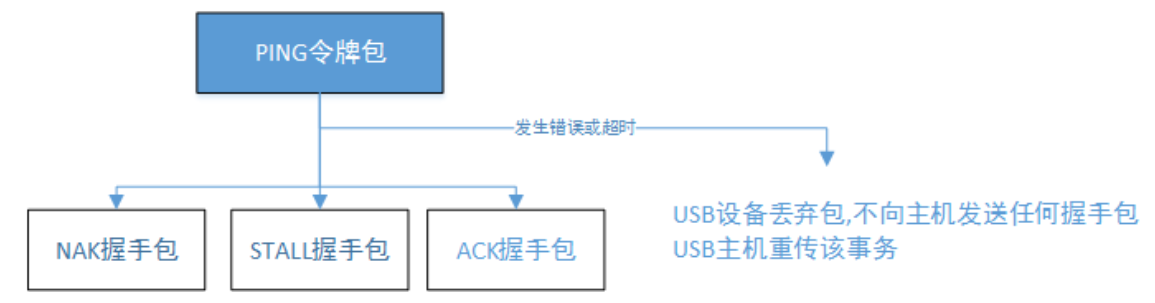 PING令牌包
发生错误或超时
NAK握手包
STALL握手包
ACK握手包
USB设备丢弃包,不向主机发送任何握手包
USB主机重传该事务